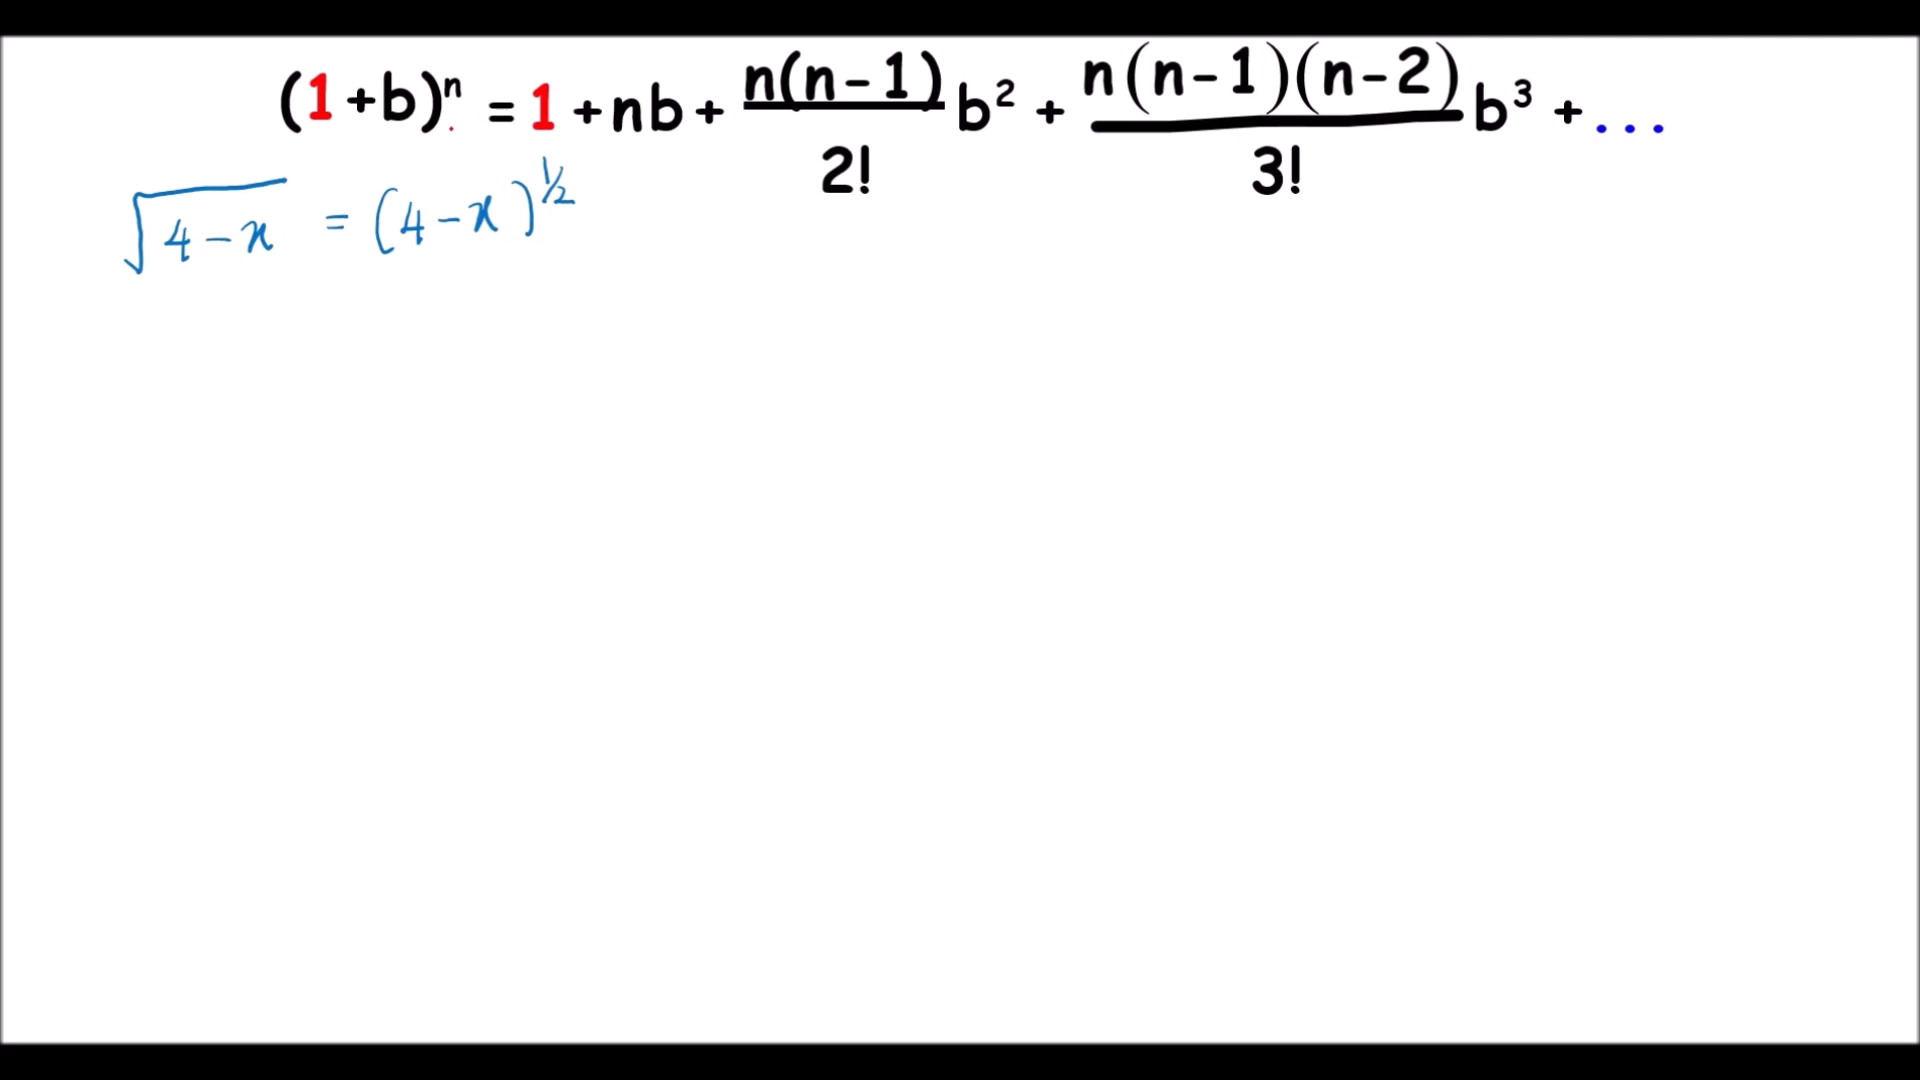 (1+b)ⁿ = 1 + nb + n(n-1)/2! b² + n(n-1)(n-2)/3! b³ + ...
√4-x = (4-x)^½